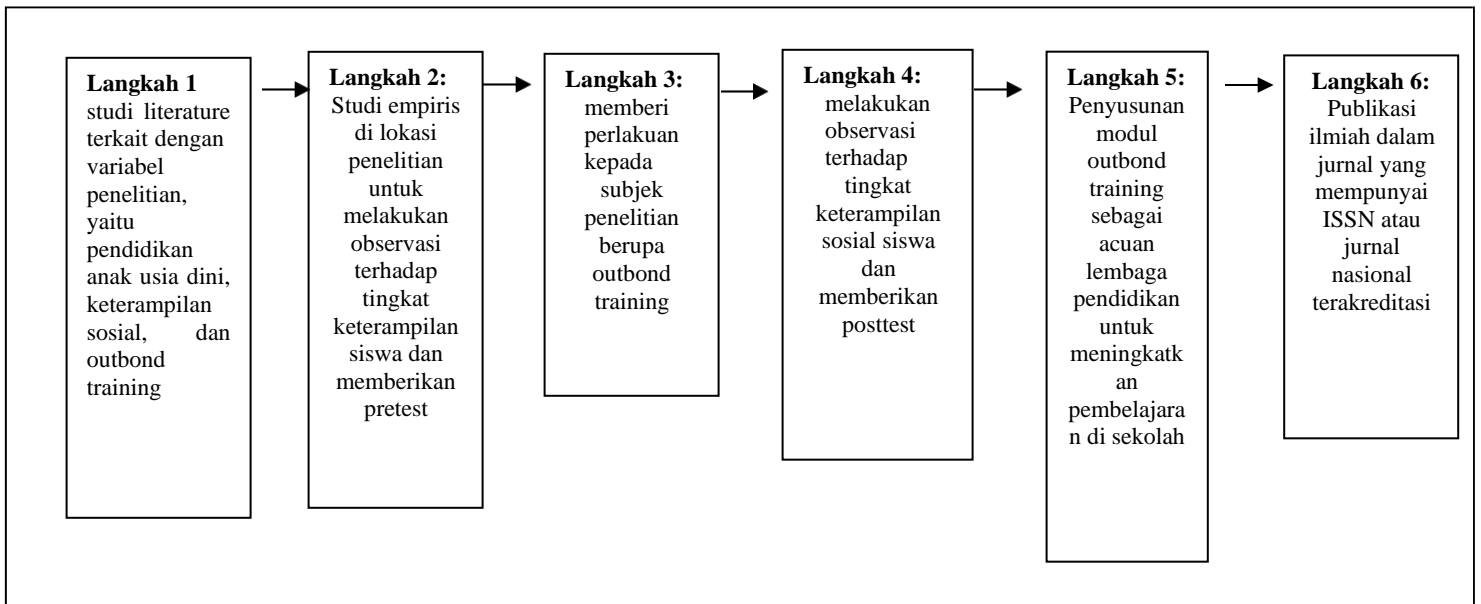 Langkah 1
studi literature
terkait dengan
variabel
penelitian,
yaitu
pendidikan
anak usia dini,
keterampilan
sosial, dan
outbond
training
Langkah 2:
Studi empiris
di lokasi
penelitian
untuk
melakukan
observasi
terhadap
tingkat
keterampilan
siswa dan
memberikan
pretest
Langkah 3:
memberi
perlakuan
kepada
subjek
penelitian
berupa
outbond
training
Langkah 4:
melakukan
observasi
terhadap
tingkat
keterampilan
sosial siswa
dan
memberikan
posttest
Langkah 5:
Penyusunan
modul
outbond
training
sebagai
acuan
lembaga
pendidikan
untuk
meningkatk
an
pembelajara
n di sekolah
Langkah 6:
Publikasi
ilmiah dalam
jurnal yang
mempunyai
ISSN atau
jurnal
nasional
terakreditasi